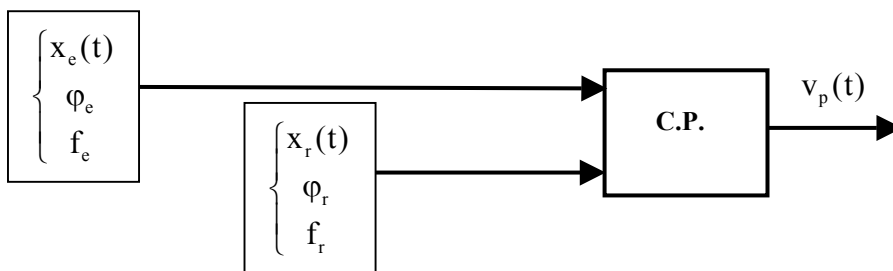 x_e(t)
φ_e
f_e
x_r(t)
φ_r
f_r
C.P.
v_p(t)